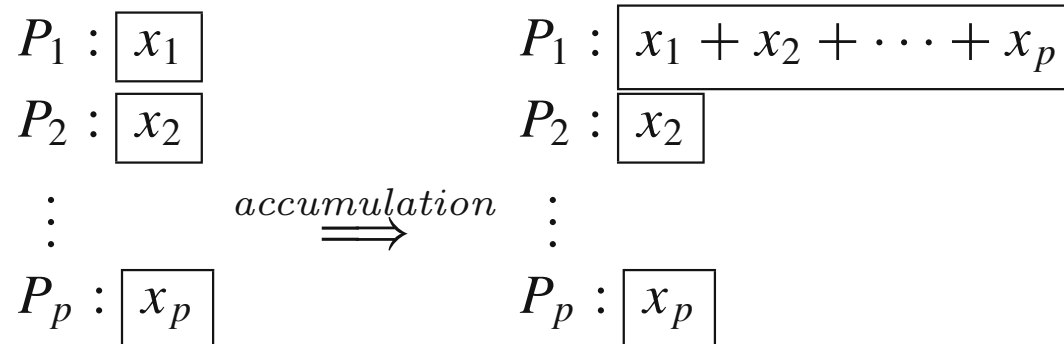 P₁ : x₁ P₁ : x₁ + x₂ + ⋯ + xₚ
P₂ : x₂ P₂ : x₂
⋮ accumulation ⋮
⟹
Pₚ : xₚ Pₚ : xₚ